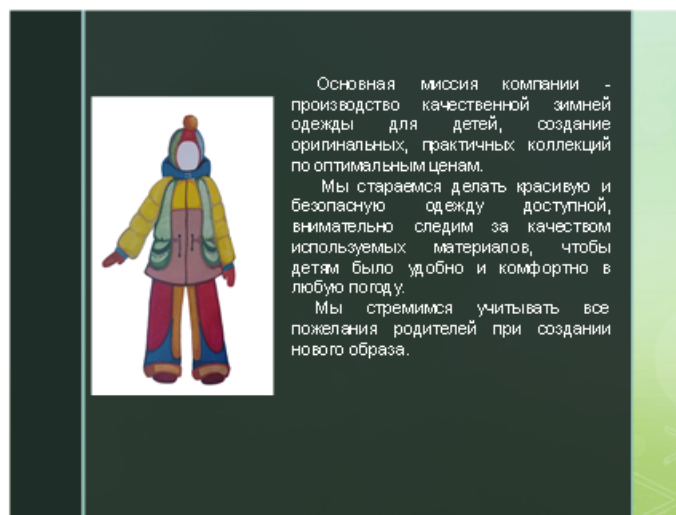 Основная миссия компании -
производство качественной зимней
одежды для детей, создание
оригинальных, практичных коллекций
по оптимальным ценам.
Мы стараемся делать красивую и
безопасную одежду доступной,
внимательно следим за качеством
используемых материалов, чтобы
детям было удобно и комфортно в
любую погоду.
Мы стремимся учитывать все
пожелания родителей при создании
нового образа.